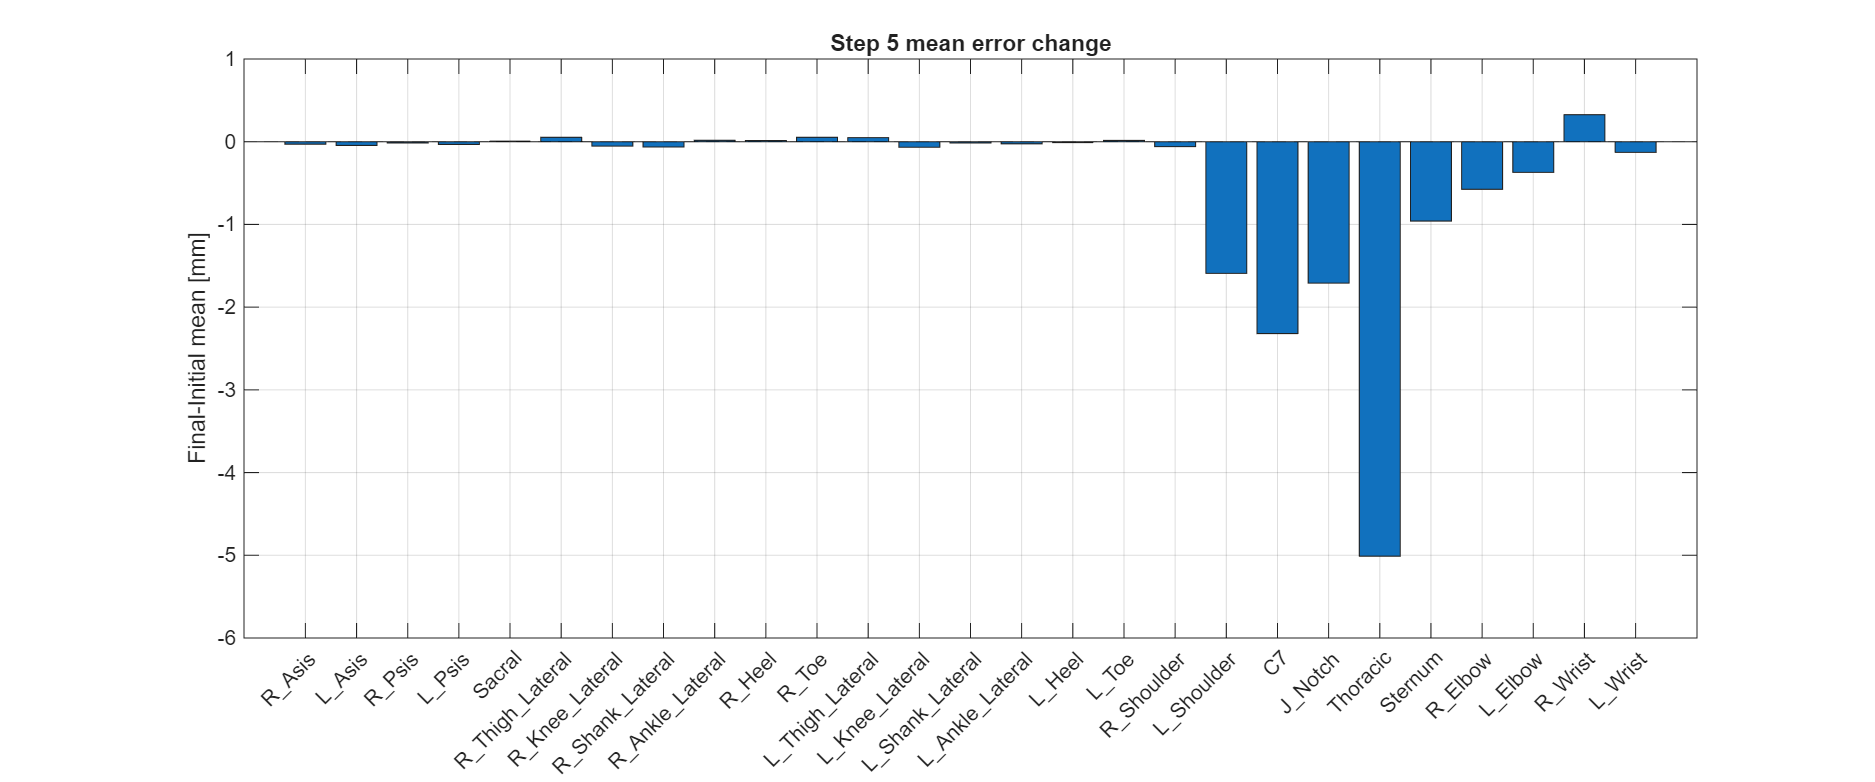 Step 5 mean error change
Final-Initial mean [mm]
1
0
-1
-2
-3
-4
-5
-6
R_Asis
L_Asis
R_Psis
L_Psis
Sacral
R_Thigh_Lateral
R_Knee_Lateral
R_Shank_Lateral
R_Ankle_Lateral
R_Heel
R_Toe
L_Thigh_Lateral
L_Knee_Lateral
L_Shank_Lateral
L_Ankle_Lateral
L_Heel
L_Toe
R_Shoulder
L_Shoulder
C7
J_Notch
Thoracic
Sternum
R_Elbow
L_Elbow
R_Wrist
L_Wrist